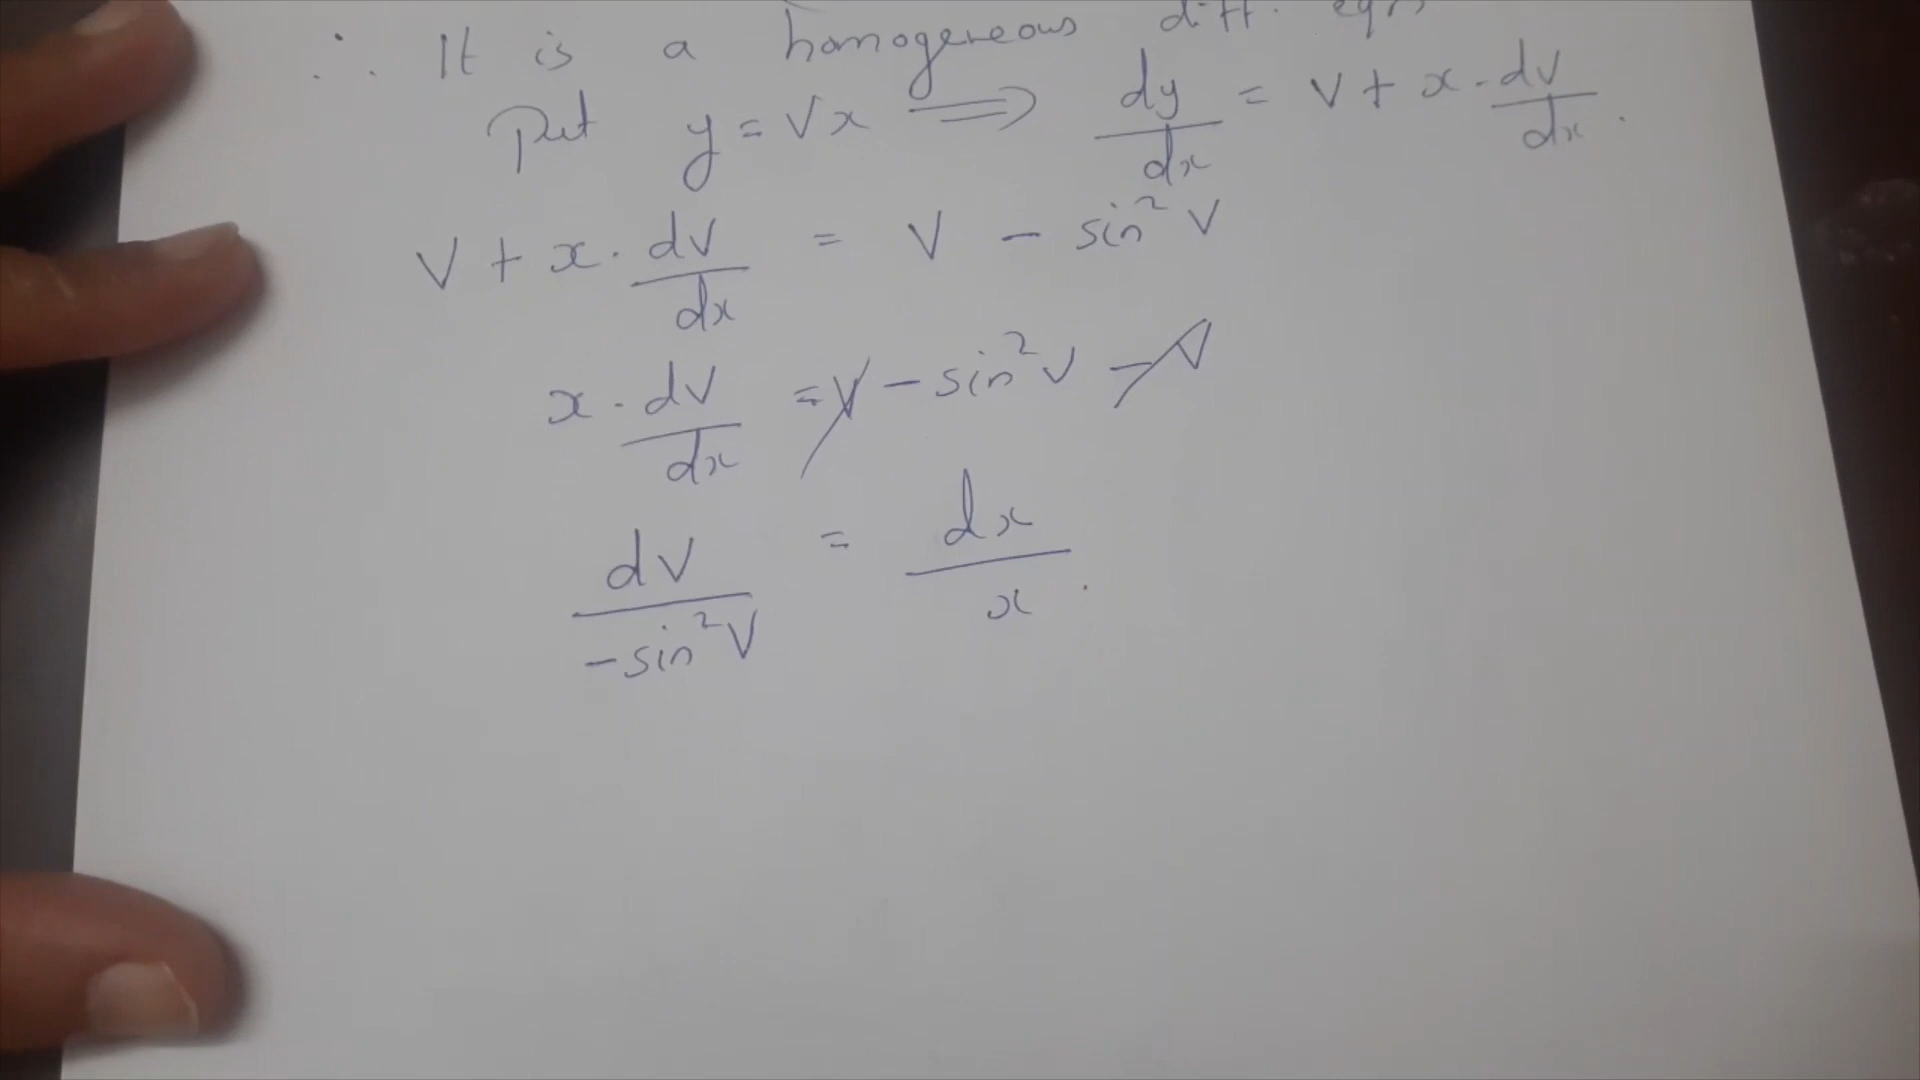 ∴ It is a homogeneous diff. eqn
Put y = Vx ⟹ dy/dx = V + x · dV/dx .
V + x · dV/dx = V - sin²V
x · dV/dx = V - sin²V - V
dV/-sin²V = dx/x .